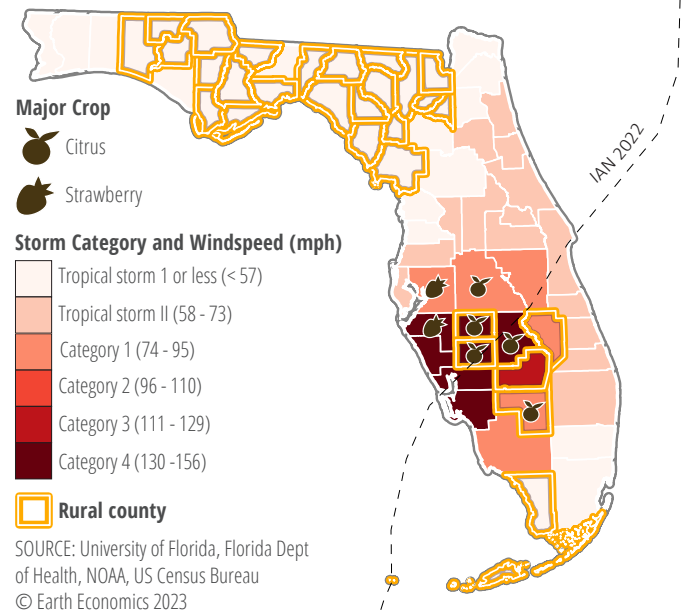 Major Crop
Citrus
Strawberry
Storm Category and Windspeed (mph)
Tropical storm 1 or less (< 57)
Tropical storm II (58 - 73)
Category 1 (74 - 95)
Category 2 (96 - 110)
Category 3 (111 - 129)
Category 4 (130 -156)
Rural county
SOURCE: University of Florida, Florida Dept
of Health, NOAA, US Census Bureau
© Earth Economics 2023
IAN 2022